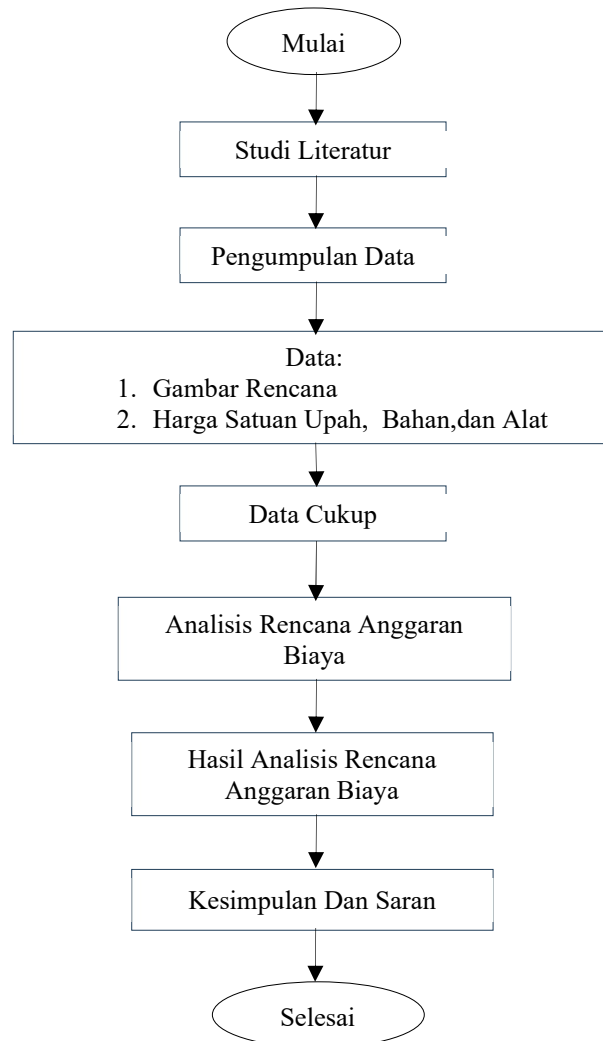 Mulai
Studi Literatur
Pengumpulan Data
Data:
1. Gambar Rencana
2. Harga Satuan Upah, Bahan,dan Alat
Data Cukup
Analisis Rencana Anggaran
Biaya
Hasil Analisis Rencana
Anggaran Biaya
Kesimpulan Dan Saran
Selesai